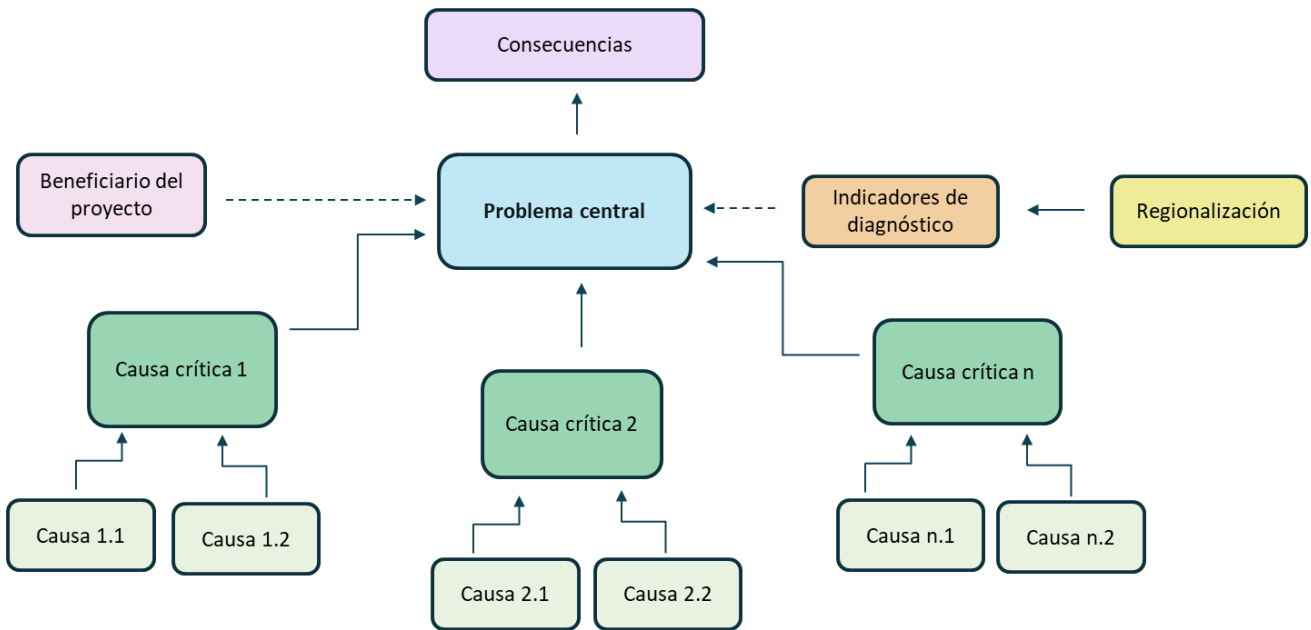 Consecuencias
Beneficiario del
proyecto
Problema central
Indicadores de
diagnóstico
Regionalización
Causa crítica 1
Causa crítica 2
Causa crítica n
Causa 1.1
Causa 1.2
Causa 2.1
Causa 2.2
Causa n.1
Causa n.2